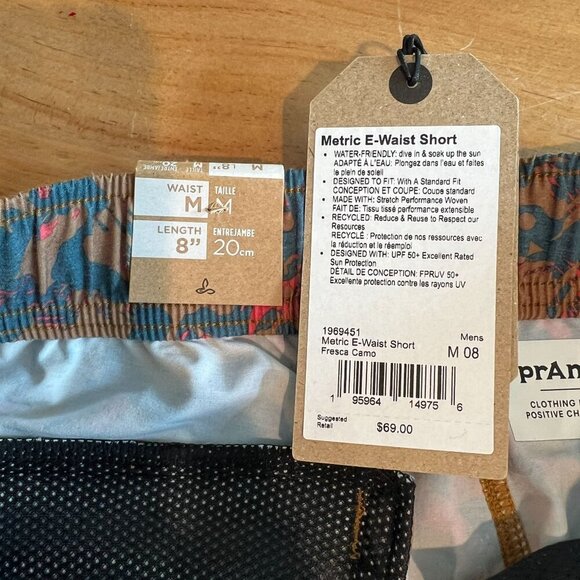 Metric E-Waist Short
• WATER-FRIENDLY: dive in & soak up the sun
ADAPTÉ À L'EAU: Plongez dans l'eau et faites
le plein de soleil
• DESIGNED TO FIT: With A Standard Fit
CONCEPTION ET COUPE: Coupe standard
• MADE WITH: Stretch Performance Woven
FAIT DE: Tissu tissé performance extensible
• RECYCLED: Reduce & Reuse to Respect our
Resources
RECYCLÉ : Protection de nos ressources avec
la réduction et le réemploi
• DESIGNED WITH: UPF 50+ Excellent Rated
Sun Protection
DÉTAIL DE CONCEPTION: FPRUV 50+
Excellente protection contre les rayons UV
1969451
Metric E-Waist Short
Fresca Camo
Mens
M 08
1 95964 14975 6
Suggested
Retail
$69.00
ENTREJAMBE
20
M
L8"
M
WAIST TAILLE
M M
LENGTH ENTREJAMBE
8" 20cm
prAn
CLOTHING
POSITIVE CH